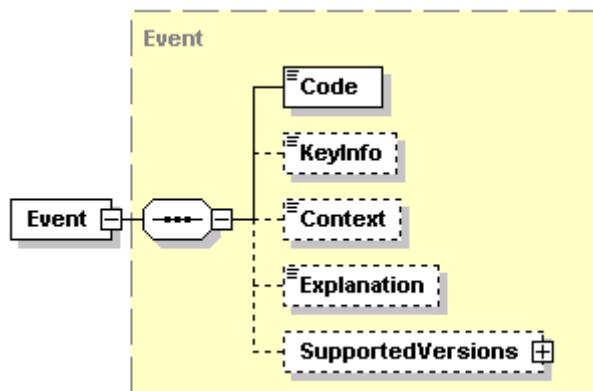 Event
Code
KeyInfo
Context
Event
Explanation
SupportedVersions